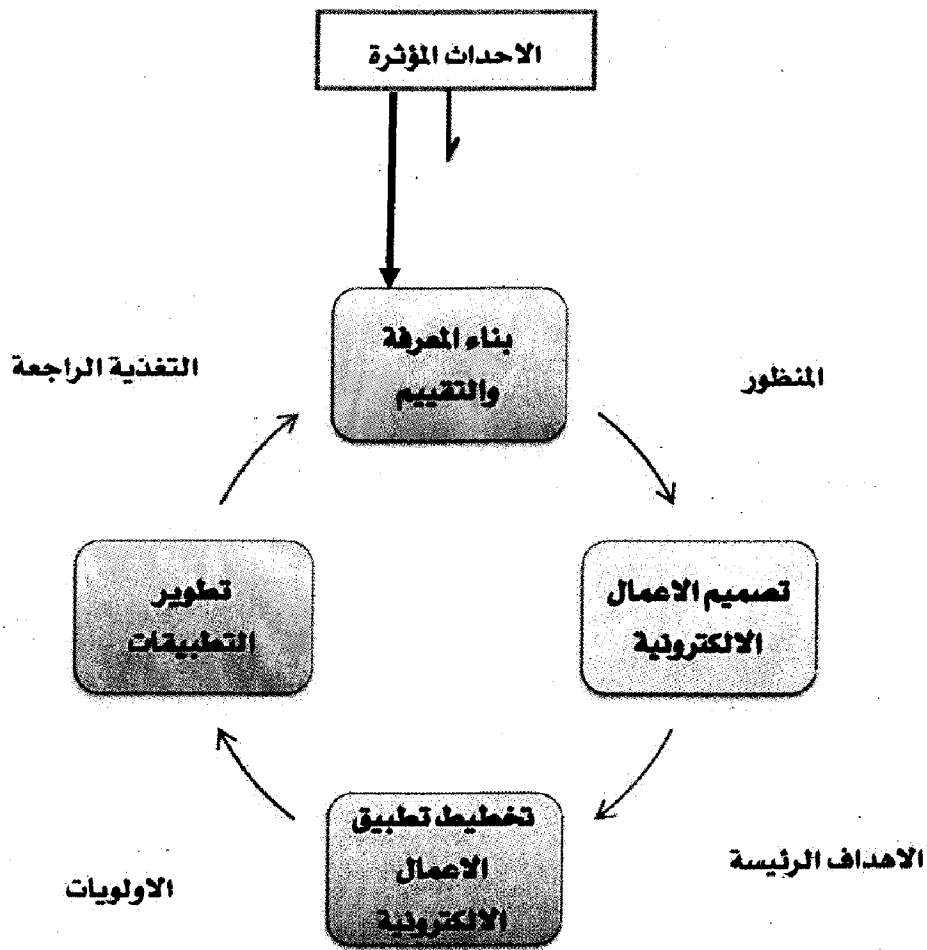 الاحداث المؤثرة
بناء المعرفة
والتقييم
المنظور
التغذية الراجعة
تصميم الاعمال
الالكترونية
تطوير
التطبيقات
تخطيط تطبيق
الاعمال
الالكترونية
الاهداف الرئيسة
الاولويات